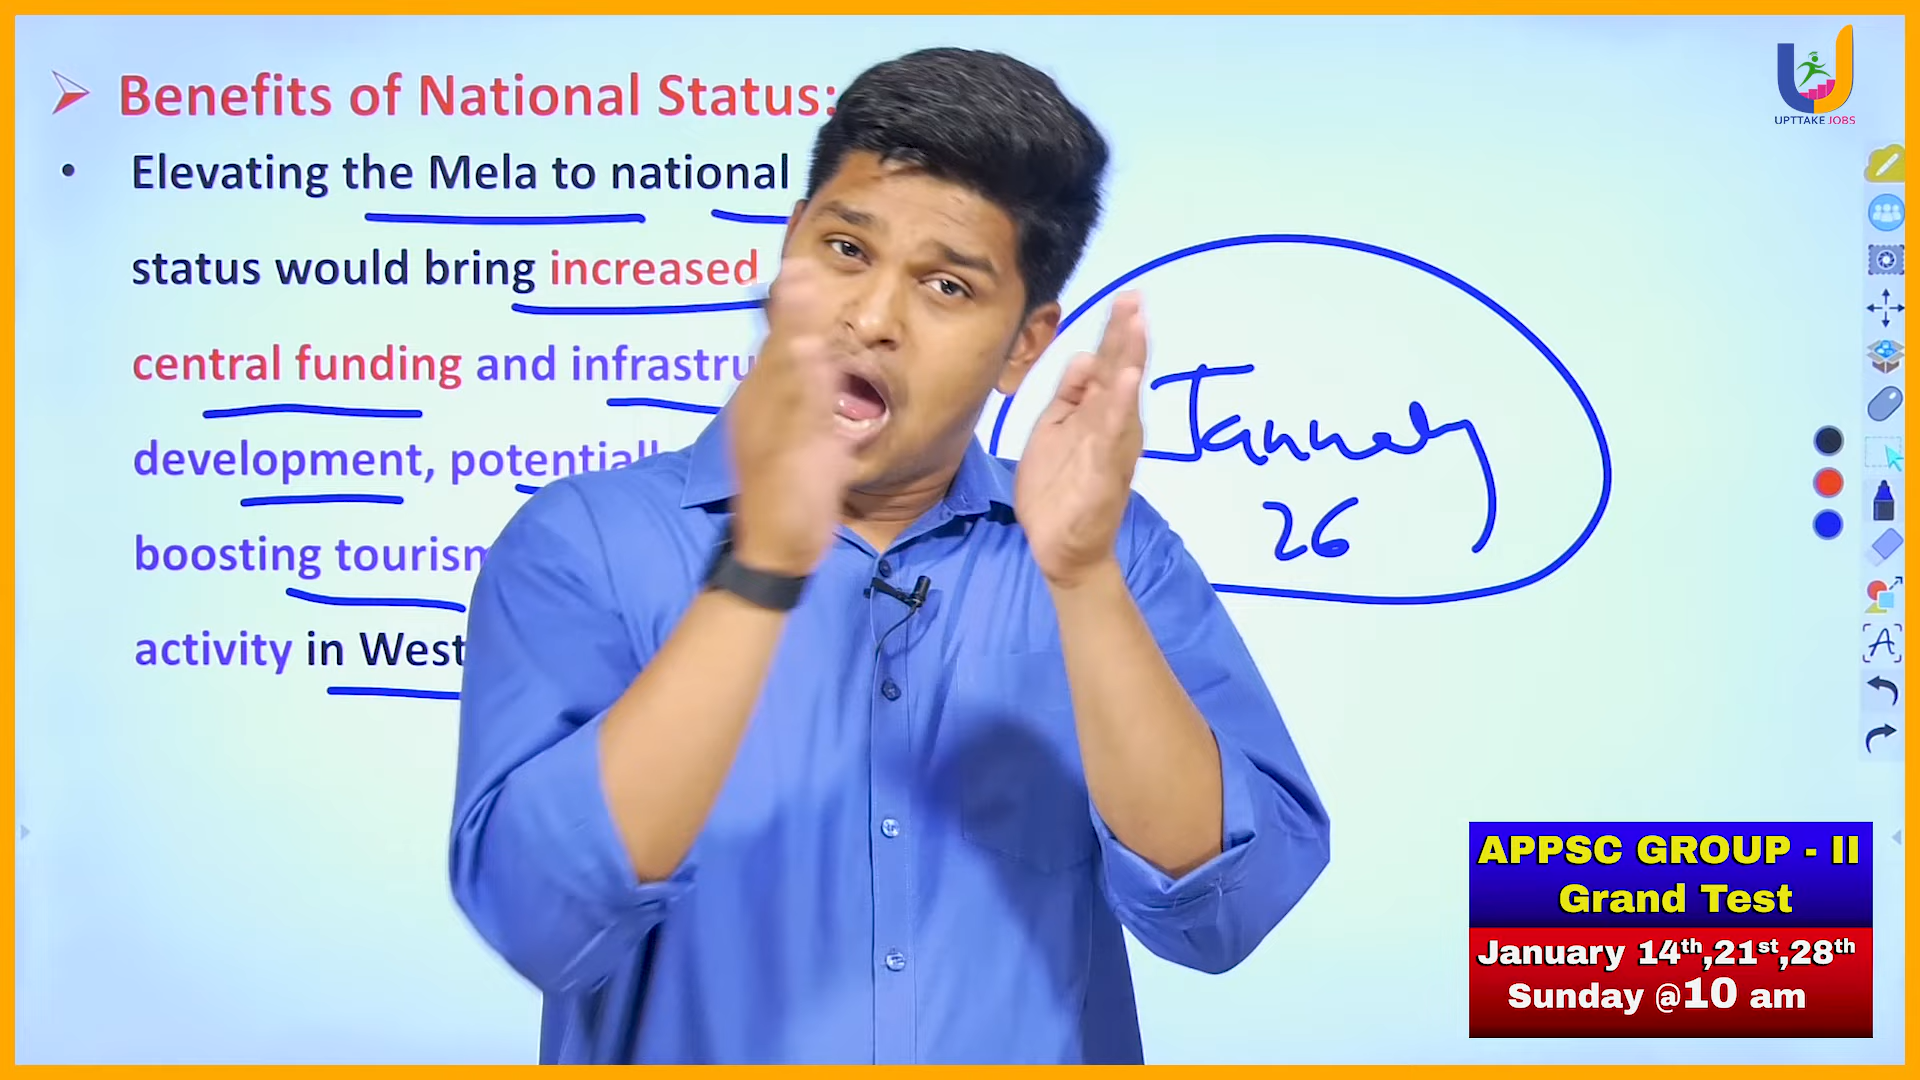 Benefits of National Status:
• Elevating the Mela to national
status would bring increased
central funding and infrastru
development, potentiall
boosting tourism
activity in West
January
26
UPTTAKE JOBS
APPSC GROUP - II
Grand Test
January 14th,21st,28th
Sunday @10 am